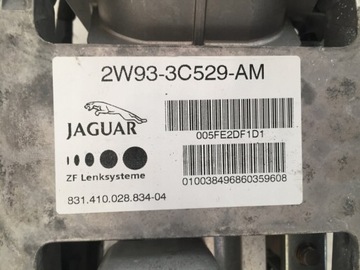 2W93-3C529-AM
JAGUAR
005FE2DF1D1
ZF Lenksysteme
010038496860359608
831.410.028.834-04